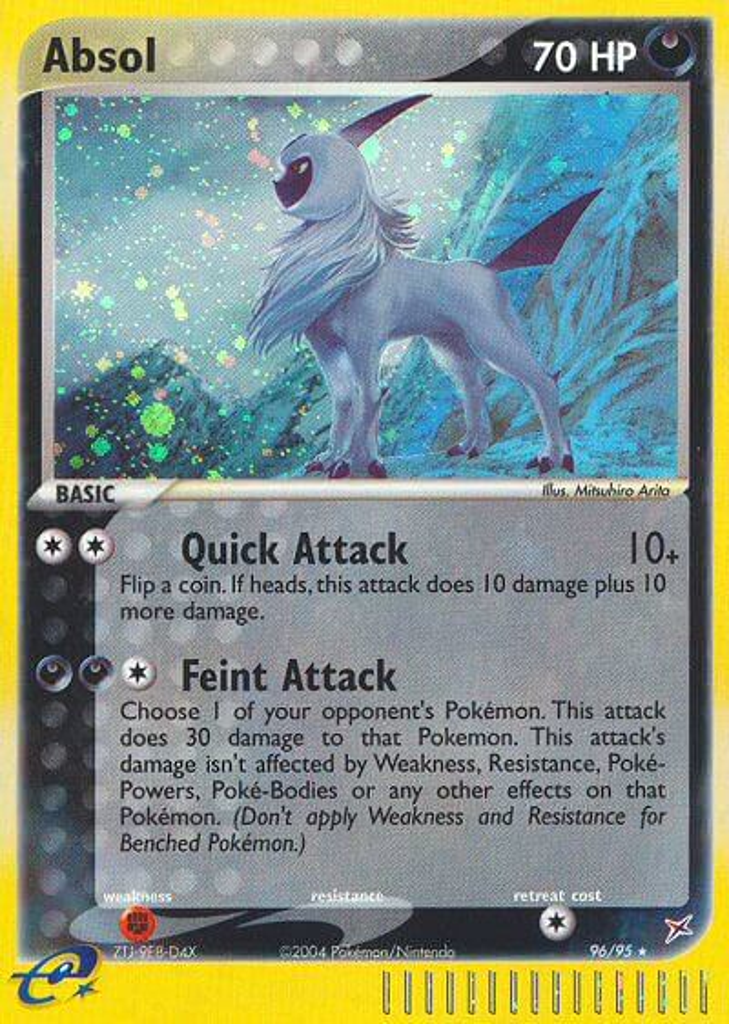 Absol
70 HP
BASIC
Illus. Mitsuhiro Arita
Quick Attack 10+
Flip a coin. If heads, this attack does 10 damage plus 10
more damage.
Feint Attack
Choose 1 of your opponent's Pokémon. This attack
does 30 damage to that Pokemon. This attack's
damage isn't affected by Weakness, Resistance, Poké-
Powers, Poké-Bodies or any other effects on that
Pokémon. (Don't apply Weakness and Resistance for
Benched Pokémon.)
weakness resistance retreat cost
ZTJ-9EB-D4X ©2004 Pokémon/Nintendo 96/95 ★
e